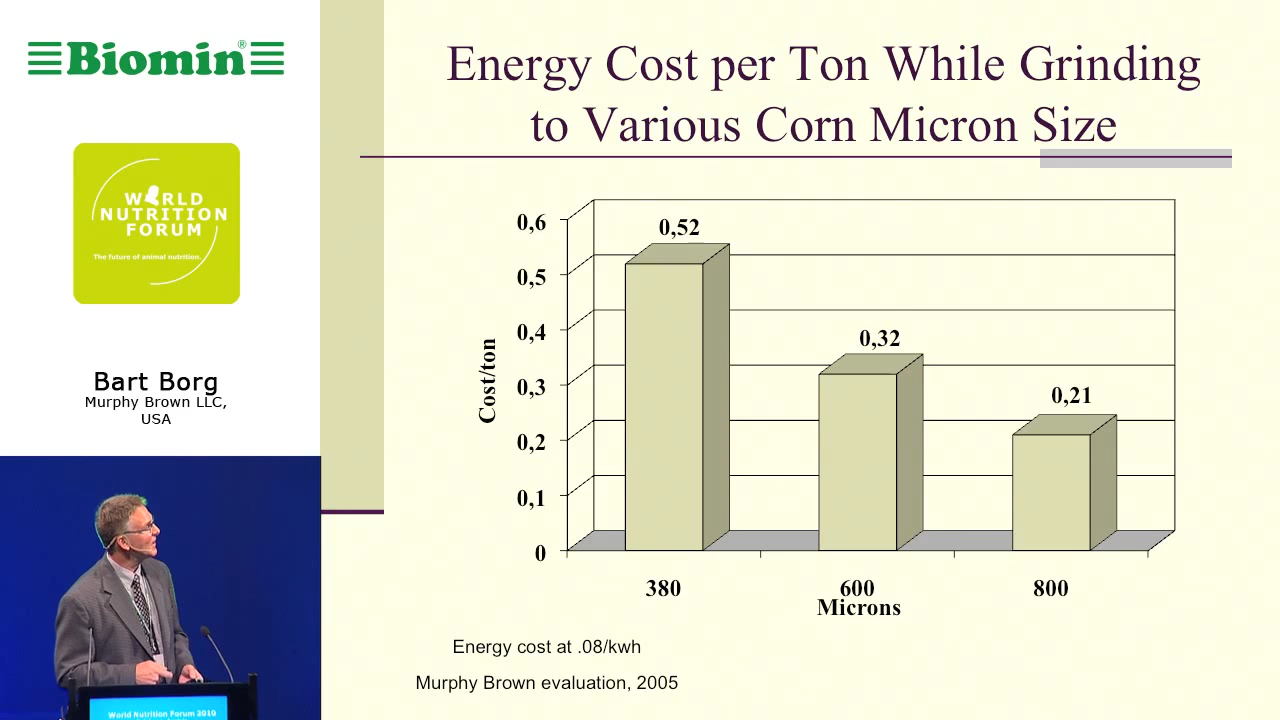 Biomin®
WORLD
NUTRITION
FORUM
The future of animal nutrition.
Bart Borg
Murphy Brown LLC,
USA
World Nutrition Forum 2010
Energy Cost per Ton While Grinding
to Various Corn Micron Size
Cost/ton
0,6
0,5
0,4
0,3
0,2
0,1
0
0,52
0,32
0,21
380
600
800
Microns
Energy cost at .08/kwh
Murphy Brown evaluation, 2005